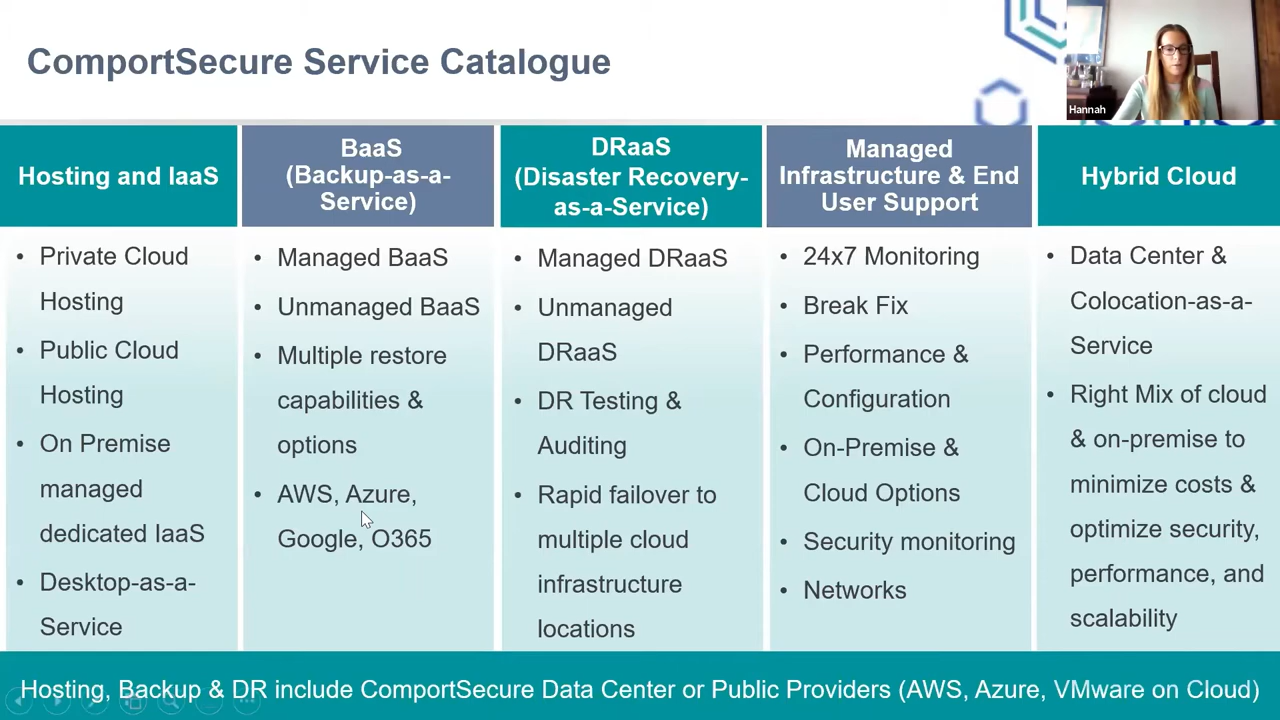 ComportSecure Service Catalogue
Hannah
Hosting and IaaS
BaaS
(Backup-as-a-
Service)
DRaaS
(Disaster Recovery-
as-a-Service)
Managed
Infrastructure & End
User Support
Hybrid Cloud
• Private Cloud
Hosting
• Public Cloud
Hosting
• On Premise
managed
dedicated IaaS
• Desktop-as-a-
Service
• Managed BaaS
• Unmanaged BaaS
• Multiple restore
capabilities &
options
• AWS, Azure,
Google, O365
• Managed DRaaS
• Unmanaged
DRaaS
• DR Testing &
Auditing
• Rapid failover to
multiple cloud
infrastructure
locations
• 24x7 Monitoring
• Break Fix
• Performance &
Configuration
• On-Premise &
Cloud Options
• Security monitoring
• Networks
• Data Center &
Colocation-as-a-
Service
• Right Mix of cloud
& on-premise to
minimize costs &
optimize security,
performance, and
scalability
Hosting, Backup & DR include ComportSecure Data Center or Public Providers (AWS, Azure, VMware on Cloud)